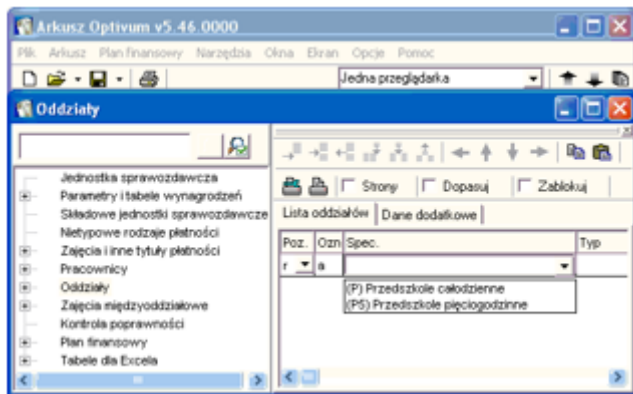 Arkusz Optivum v5.46.0000
Plik Arkusz Plan finansowy Narzędzia Okna Ekran Opcje Pomoc
Jedna przeglądarka
Oddziały
Strony Dopasuj Zablokuj
Lista oddziałów Dane dodatkowe
Poz. Ozn Spec. Typ
r a
(P) Przedszkole całodzienne
(P5) Przedszkole pięciogodzinne
Jednostka sprawozdawcza
Parametry i tabele wynagrodzeń
Składowe jednostki sprawozdawcze
Nietypowe rodzaje płatności
Zajęcia i inne tytuły płatności
Pracownicy
Oddziały
Zajęcia międzyoddziałowe
Kontrola poprawności
Plan finansowy
Tabele dla Excela